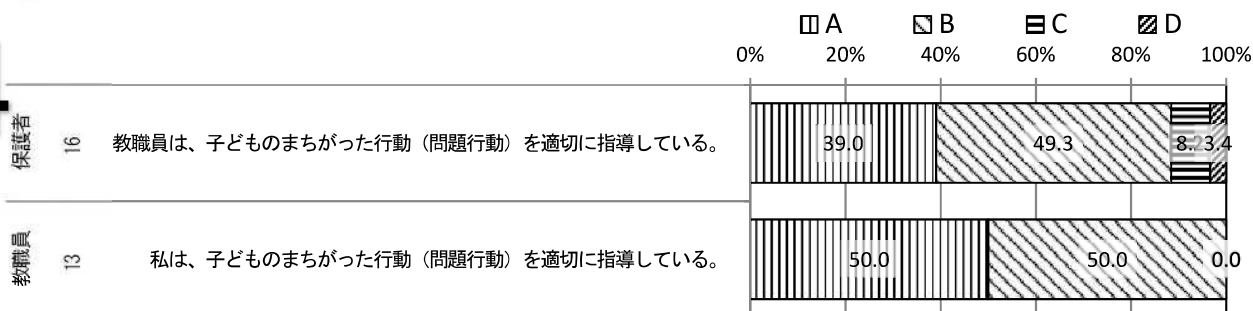 A B C D
0% 20% 40% 60% 80% 100%
保護者 16 教職員は、子どものまちがった行動（問題行動）を適切に指導している。 39.0 49.3 8.2 3.4
教職員 13 私は、子どものまちがった行動（問題行動）を適切に指導している。 50.0 50.0 0.0